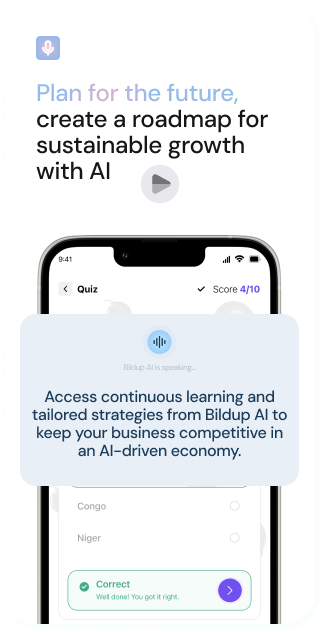 Plan for the future,
create a roadmap for
sustainable growth
with AI
9:41
Quiz
Score 4/10
Bildup AI is speaking..
Access continuous learning and
tailored strategies from Bildup AI to
keep your business competitive in
an AI-driven economy.
Congo
Niger
Correct
Well done! You got it right.